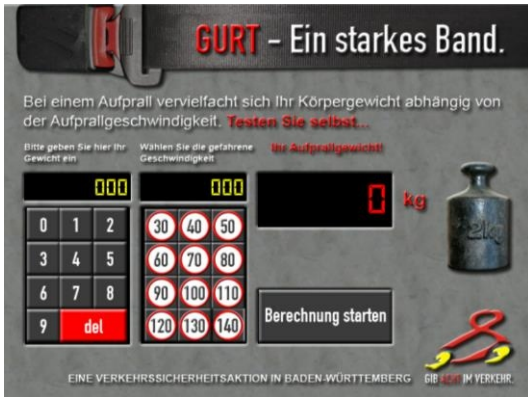 GURT – Ein starkes Band.
Bei einem Aufprall vervielfacht sich Ihr Körpergewicht abhängig von
der Aufprallgeschwindigkeit. Testen Sie selbst...
Bitte geben Sie hier Ihr
Gewicht ein
Wählen Sie die gefahrene
Geschwindigkeit
Ihr Aufprallgewicht!
000
000
0 kg
0 1 2
3 4 5
6 7 8
9 del
30 40 50
60 70 80
90 100 110
120 130 140
Berechnung starten
2kg
EINE VERKEHRSSICHERHEITSAKTION IN BADEN-WÜRTTEMBERG
GIB ACHT IM VERKEHR.